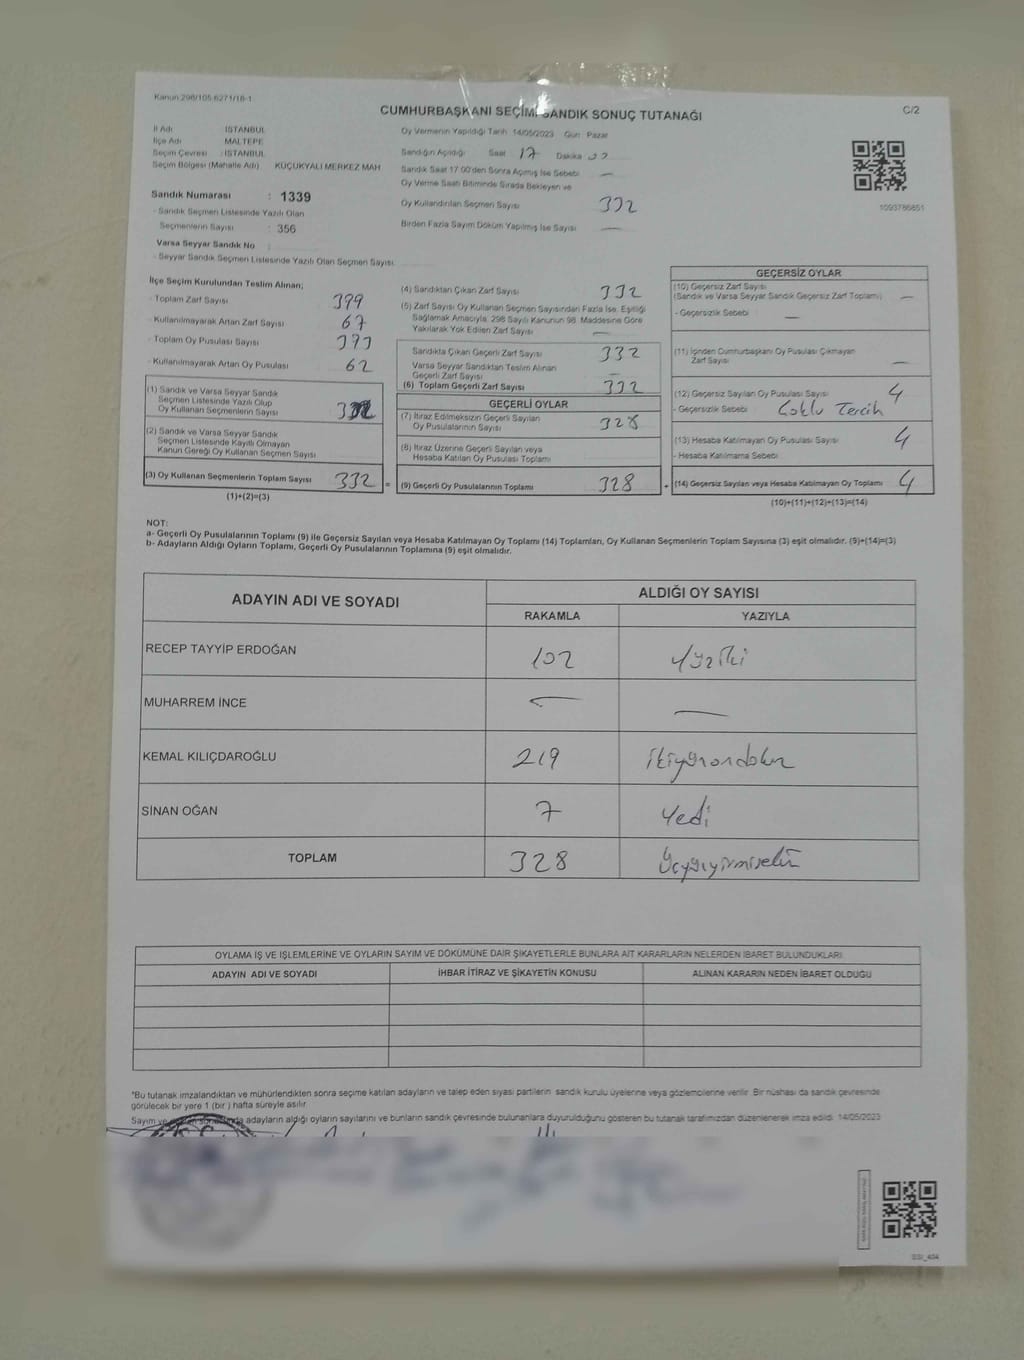 Kanun:298/105.6271/18-1
C/2
CUMHURBAŞKANI SEÇİMİ SANDIK SONUÇ TUTANAĞI
İl Adı : İSTANBUL
İlçe Adı : MALTEPE
Seçim Çevresi : İSTANBUL
Seçim Bölgesi (Mahalle Adı) : KÜÇÜKYALI MERKEZ MAH
Sandık Numarası : 1339
- Sandık Seçmen Listesinde Yazılı Olan
Seçmenlerin Sayısı : 356
Varsa Seyyar Sandık No :
- Seyyar Sandık Seçmen Listesinde Yazılı Olan Seçmen Sayısı:
Oy Vermenin Yapıldığı Tarih: 14/05/2023 Gün: Pazar
Sandığın Açıldığı: Saat 17 Dakika
Sandık Saat 17:00'den Sonra Açımış İse Sebebi —
Oy Verme Saati Bitiminde Sırada Bekleyen ve
Oy Kullandırılan Seçmen Sayısı 332
Birden Fazla Sayım Döküm Yapılmış İse Sayısı —
1093786851
İlçe Seçim Kurulundan Teslim Alınan;
- Toplam Zarf Sayısı 399
- Kullanılmayarak Artan Zarf Sayısı 67
- Toplam Oy Pusulası Sayısı
- Kullanılmayarak Artan Oy Pusulası 62
(1) Sandık ve Varsa Seyyar Sandık
Seçmen Listesinde Yazılı Olup
Oy Kullanan Seçmenlerin Sayısı 332
(2) Sandık ve Varsa Seyyar Sandık
Seçmen Listesinde Kayıtlı Olmayan
Kanun Gereği Oy Kullanan Seçmen Sayısı
(3) Oy Kullanan Seçmenlerin Toplam Sayısı 332 =
(1)+(2)=(3)
(4) Sandıktan Çıkan Zarf Sayısı 332
(5) Zarf Sayısı Oy Kullanan Seçmen Sayısından Fazla İse, Eşitliği
Sağlamak Amacıyla, 298 Sayılı Kanunun 98. Maddesine Göre
Yakılarak Yok Edilen Zarf Sayısı —
Sandıkta Çıkan Geçerli Zarf Sayısı 332
Varsa Seyyar Sandıktan Teslim Alınan
Geçerli Zarf Sayısı —
(6) Toplam Geçerli Zarf Sayısı 332
GEÇERLİ OYLAR
(7) İtiraz Edilmeksizin Geçerli Sayılan
Oy Pusulalarının Sayısı 328
(8) İtiraz Üzerine Geçerli Sayılan veya
Hesaba Katılan Oy Pusulası Toplamı
(9) Geçerli Oy Pusulalarının Toplamı 328 +
GEÇERSİZ OYLAR
(10) Geçersiz Zarf Sayısı
(Sandık ve Varsa Seyyar Sandık Geçersiz Zarf Toplamı) —
- Geçersizlik Sebebi —
(11) İçinden Cumhurbaşkanı Oy Pusulası Çıkmayan
Zarf Sayısı —
(12) Geçersiz Sayılan Oy Pusulası Sayısı 4
- Geçersizlik Sebebi Çoklu Tercih
(13) Hesaba Katılmayan Oy Pusulası Sayısı 4
- Hesaba Katılmama Sebebi
(14) Geçersiz Sayılan veya Hesaba Katılmayan Oy Toplamı 4
(10)+(11)+(12)+(13)=(14)
NOT:
a- Geçerli Oy Pusulalarının Toplamı (9) ile Geçersiz Sayılan veya Hesaba Katılmayan Oy Toplamı (14) Toplamları, Oy Kullanan Seçmenlerin Toplam Sayısına (3) eşit olmalıdır. (9)+(14)=(3)
b- Adayların Aldığı Oyların Toplamı, Geçerli Oy Pusulalarının Toplamına (9) eşit olmalıdır.
ADAYIN ADI VE SOYADI
ALDIĞI OY SAYISI
RAKAMLA YAZIYLA
RECEP TAYYİP ERDOĞAN 102 Yüziki
MUHARREM İNCE — —
KEMAL KILIÇDAROĞLU 219 ikiyüzondokuz
SİNAN OĞAN 7 Yedi
TOPLAM 328 Üçyüzyirmisekiz
OYLAMA İŞ VE İŞLEMLERİNE VE OYLARIN SAYIM VE DÖKÜMÜNE DAİR ŞİKAYETLERLE BUNLARA AİT KARARLARIN NELERDEN İBARET BULUNDUKLARI
ADAYIN ADI VE SOYADI İHBAR İTİRAZ VE ŞİKAYETİN KONUSU ALINAN KARARIN NEDEN İBARET OLDUĞU
*Bu tutanak imzalandıktan ve mühürlendikten sonra seçime katılan adayların ve talep eden siyasi partilerin sandık kurulu üyelerine veya gözlemcilerine verilir. Bir nüshası da sandık çevresinde
görülecek bir yere 1 (bir ) hafta süreyle asılır.
Sayım ve adayların aldığı oyların sayılarını ve bunların sandık çevresinde bulunanlara duyurulduğunu gösteren bu tutanak tarafımızdan düzenlenerek imza edildi. 14/05/2023